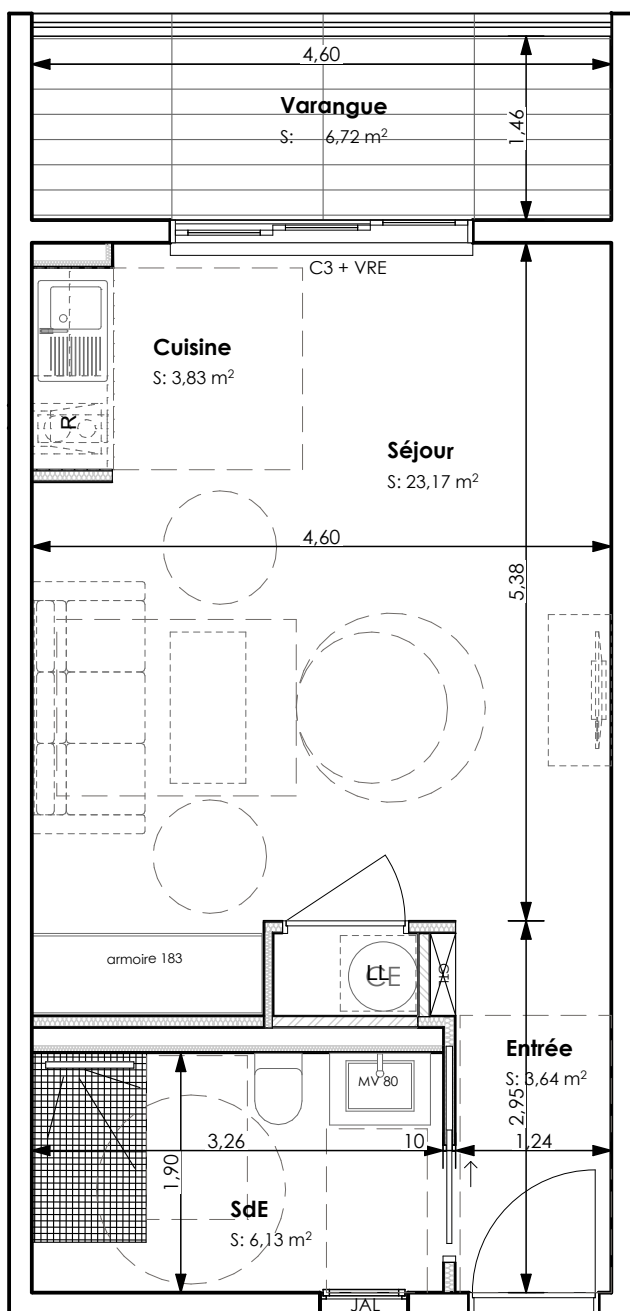 4,60
Varangue
S: 6,72 m²
1,46
C3 + VRE
Cuisine
S: 3,83 m²
R
Séjour
S: 23,17 m²
4,60
5,38
armoire 183
LL
CE
GTL
Entrée
S: 3,64 m²
2,95
MV 80
3,26
10
1,24
1,90
SdE
S: 6,13 m²
JAL